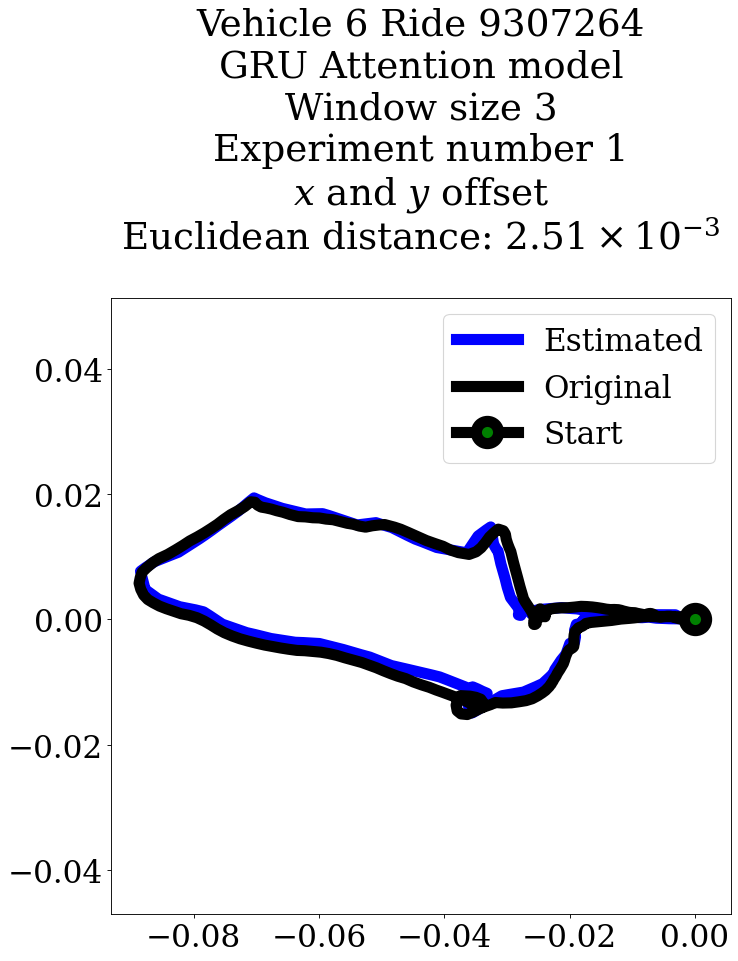 Vehicle 6 Ride 9307264
GRU Attention model
Window size 3
Experiment number 1
x and y offset
Euclidean distance: 2.51 × 10⁻³
Estimated
Original
Start
0.04
0.02
0.00
−0.02
−0.04
−0.08
−0.06
−0.04
−0.02
0.00